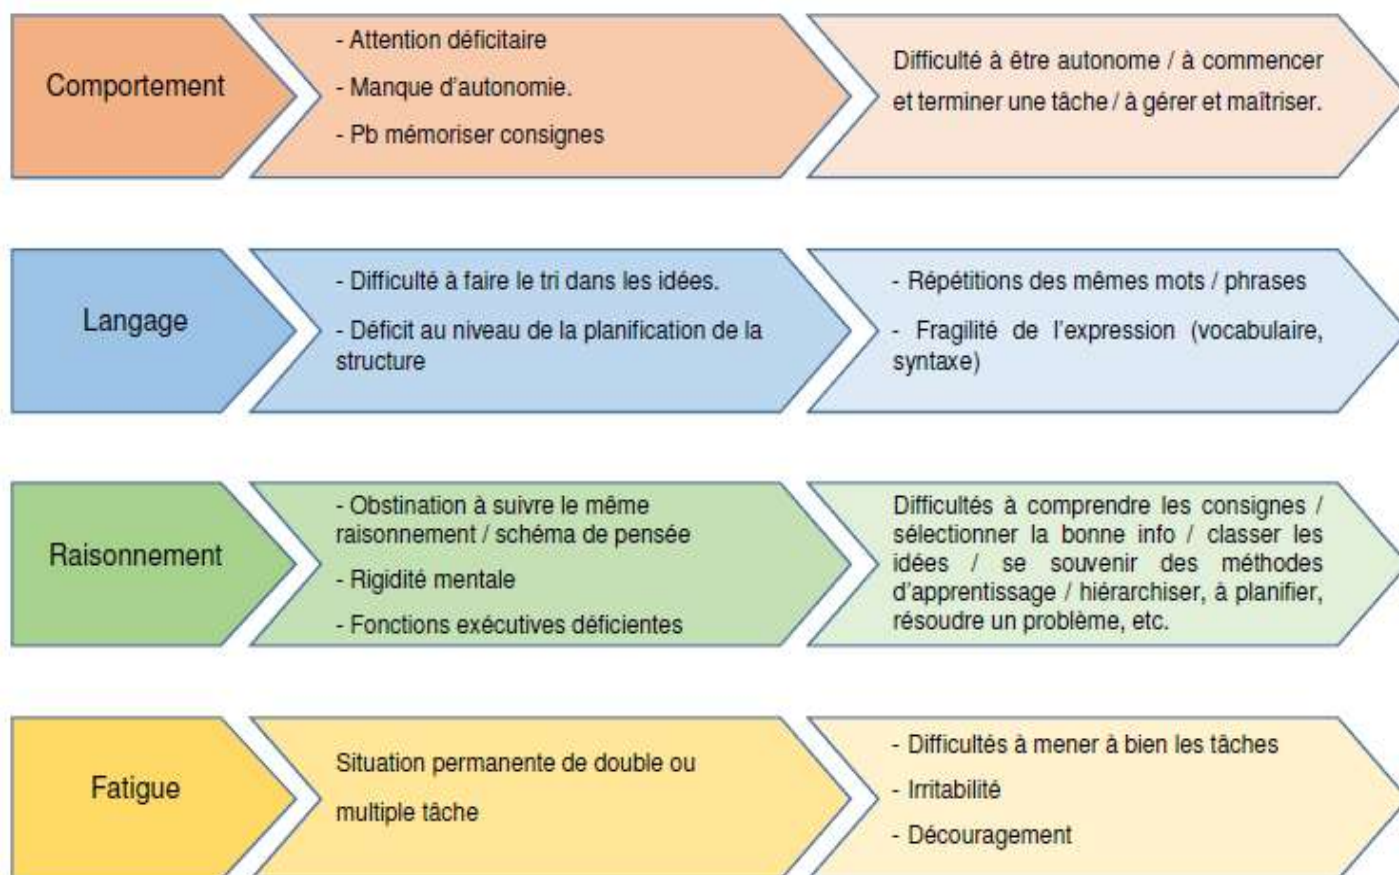 Comportement
- Attention déficitaire
- Manque d'autonomie.
- Pb mémoriser consignes
Difficulté à être autonome / à commencer
et terminer une tâche / à gérer et maîtriser.
Langage
- Difficulté à faire le tri dans les idées.
- Déficit au niveau de la planification de la
structure
- Répétitions des mêmes mots / phrases
- Fragilité de l'expression (vocabulaire,
syntaxe)
Raisonnement
- Obstination à suivre le même
raisonnement / schéma de pensée
- Rigidité mentale
- Fonctions exécutives déficientes
Difficultés à comprendre les consignes /
sélectionner la bonne info / classer les
idées / se souvenir des méthodes
d'apprentissage / hiérarchiser, à planifier,
résoudre un problème, etc.
Fatigue
Situation permanente de double ou
multiple tâche
- Difficultés à mener à bien les tâches
- Irritabilité
- Découragement